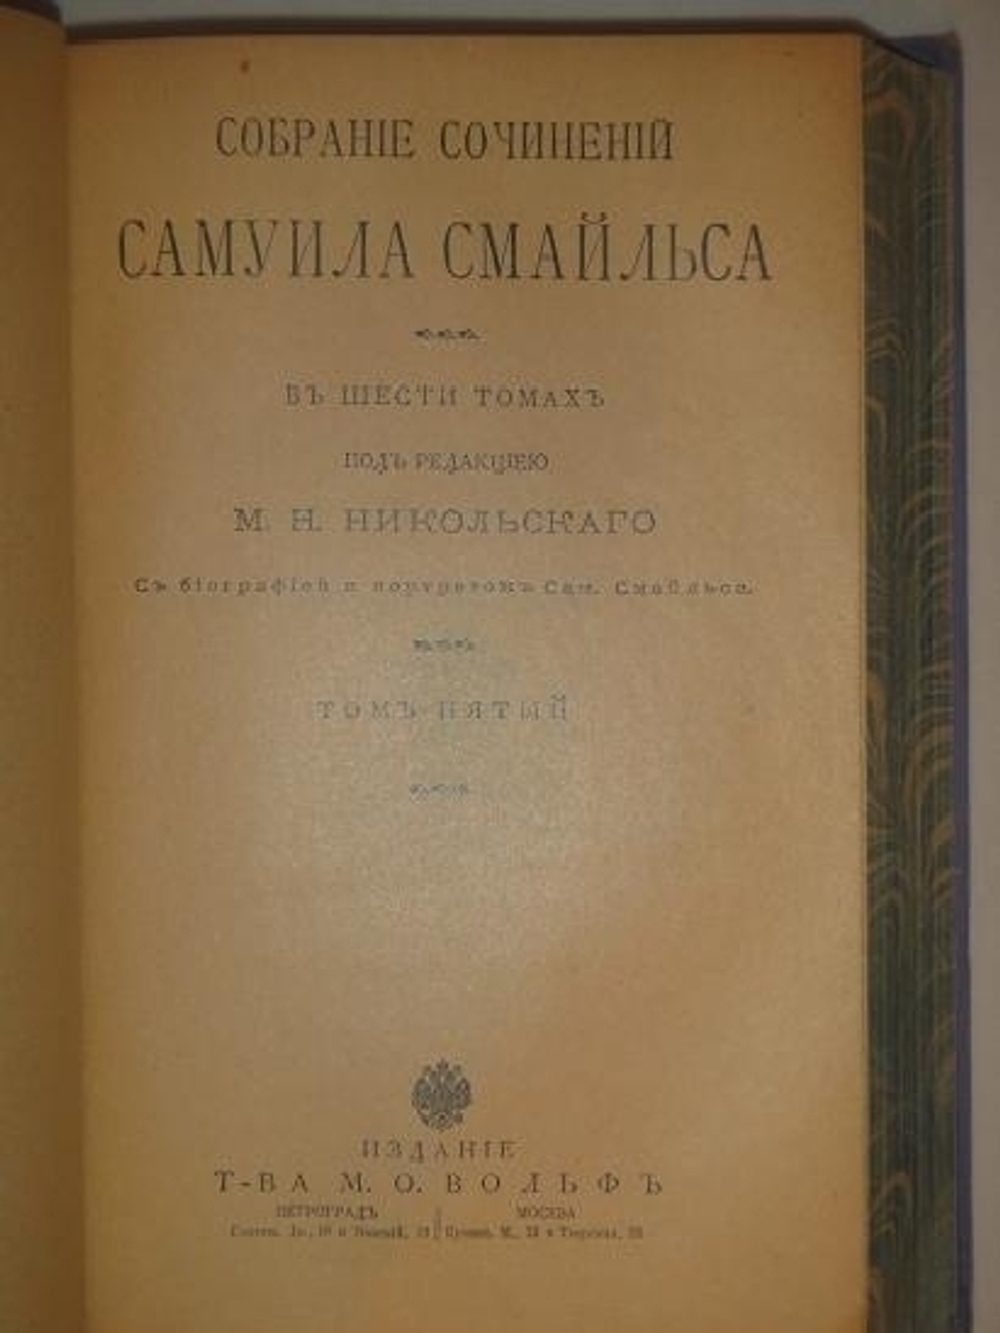 СОБРАНІЕ СОЧИНЕНІЙ
САМУИЛА СМАЙЛЬСА
ВЪ ШЕСТИ ТОМАХЪ
ПОДЪ РЕДАКЦІЕЮ
М. Н. НИКОЛЬСКАГО
Съ біографіей и портретомъ Сам. Смайльса.
ТОМЪ ПЯТЫЙ
ИЗДАНІЕ
Т-ВА М. О. ВОЛЬФЪ
ПЕТРОГРАДЪ МОСКВА